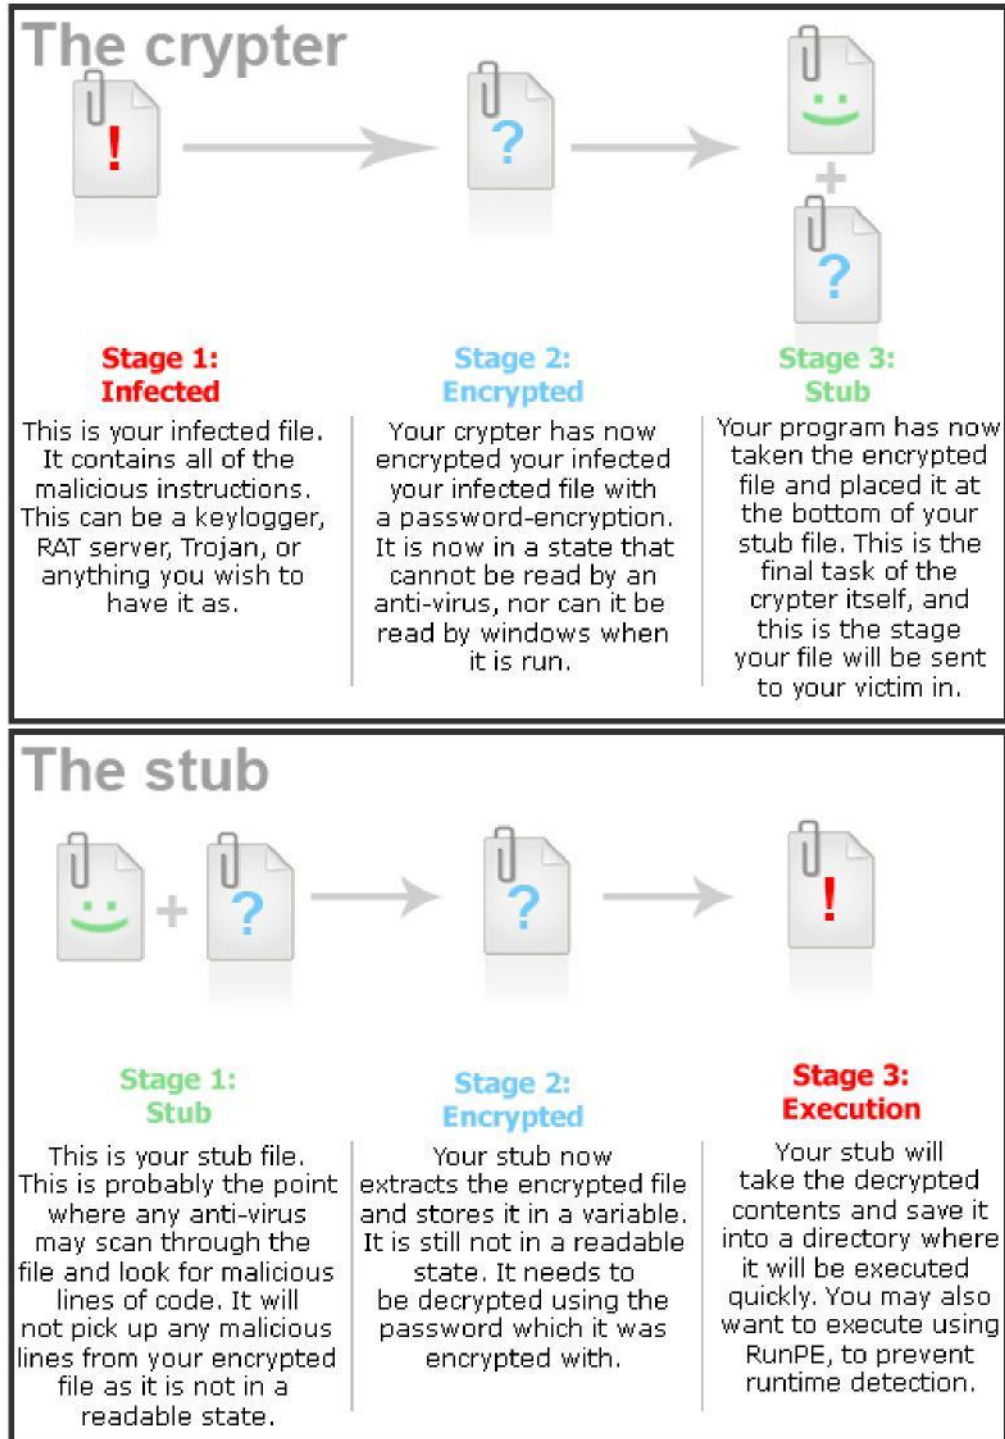 The crypter
!
?
+
?
Stage 1:
Infected
This is your infected file.
It contains all of the
malicious instructions.
This can be a keylogger,
RAT server, Trojan, or
anything you wish to
have it as.
Stage 2:
Encrypted
Your crypter has now
encrypted your infected
your infected file with
a password-encryption.
It is now in a state that
cannot be read by an
anti-virus, nor can it be
read by windows when
it is run.
Stage 3:
Stub
Your program has now
taken the encrypted
file and placed it at
the bottom of your
stub file. This is the
final task of the
crypter itself, and
this is the stage
your file will be sent
to your victim in.
The stub
+
?
?
!
Stage 1:
Stub
This is your stub file.
This is probably the point
where any anti-virus
may scan through the
file and look for malicious
lines of code. It will
not pick up any malicious
lines from your encrypted
file as it is not in a
readable state.
Stage 2:
Encrypted
Your stub now
extracts the encrypted file
and stores it in a variable.
It is still not in a readable
state. It needs to
be decrypted using the
password which it was
encrypted with.
Stage 3:
Execution
Your stub will
take the decrypted
contents and save it
into a directory where
it will be executed
quickly. You may also
want to execute using
RunPE, to prevent
runtime detection.